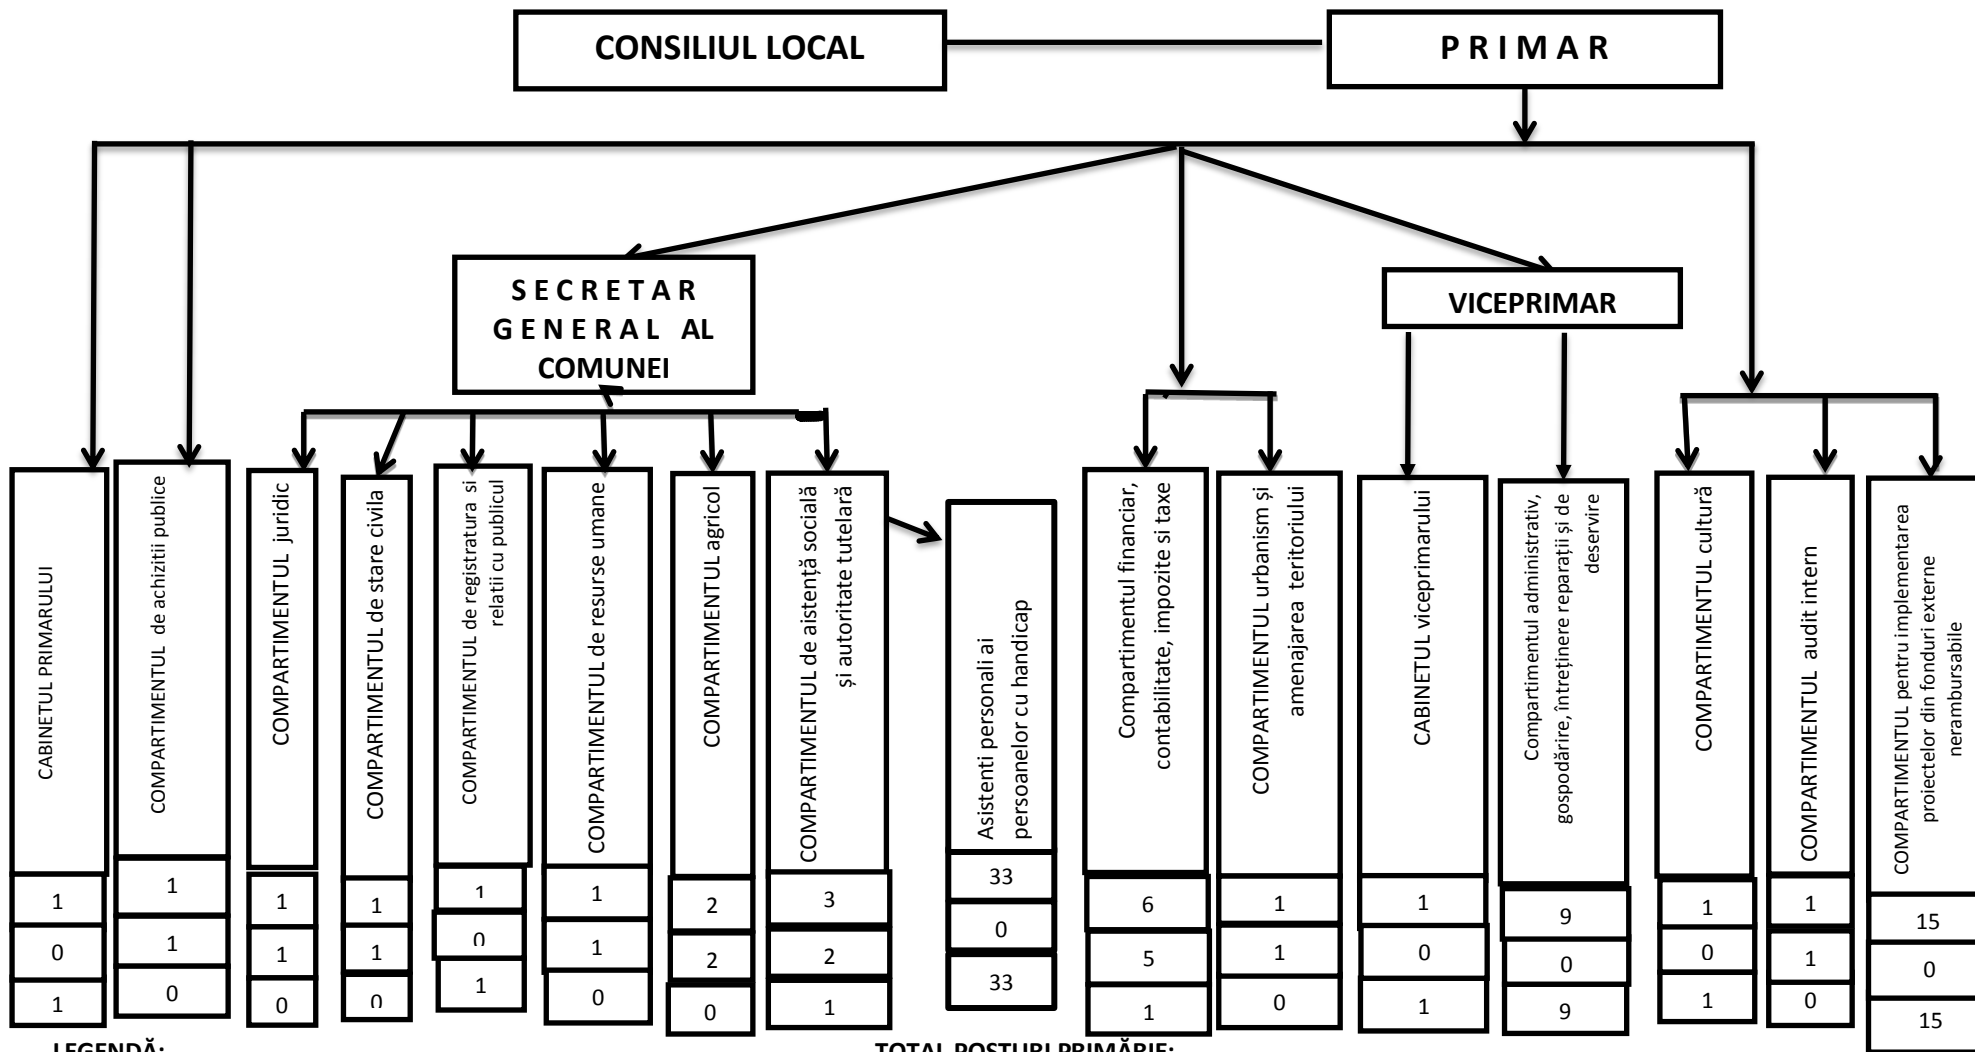 CONSILIUL LOCAL
P R I M A R
S E C R E T A R
G E N E R A L AL
COMUNEI
VICEPRIMAR
CABINETUL PRIMARULUI
1
0
1
COMPARTIMENTUL de achizitii publice
1
1
0
COMPARTIMENTUL juridic
1
1
0
COMPARTIMENTUL de stare civila
1
1
0
COMPARTIMENTUL de registratura si
relatii cu publicul
1
0
1
COMPARTIMENTUL de resurse umane
1
1
0
COMPARTIMENTUL agricol
2
2
0
COMPARTIMENTUL de aistență socială
și autoritate tutelară
3
2
1
Asistenti personali ai
persoanelor cu handicap
33
0
33
Compartimentul financiar,
contabilitate, impozite si taxe
6
5
1
COMPARTIMENTUL urbanism și
amenajarea teritoriului
1
1
0
CABINETUL viceprimarului
1
0
1
Compartimentul administrativ,
gospodărire, întreținere reparații și de
deservire
9
0
9
COMPARTIMENTUL cultură
1
0
1
COMPARTIMENTUL audit intern
1
1
0
COMPARTIMENTUL pentru implementarea
proiectelor din fonduri externe
nerambursabile
15
0
15
LEGENDĂ:
TOTAL POSTURI PRIMĂRIE: